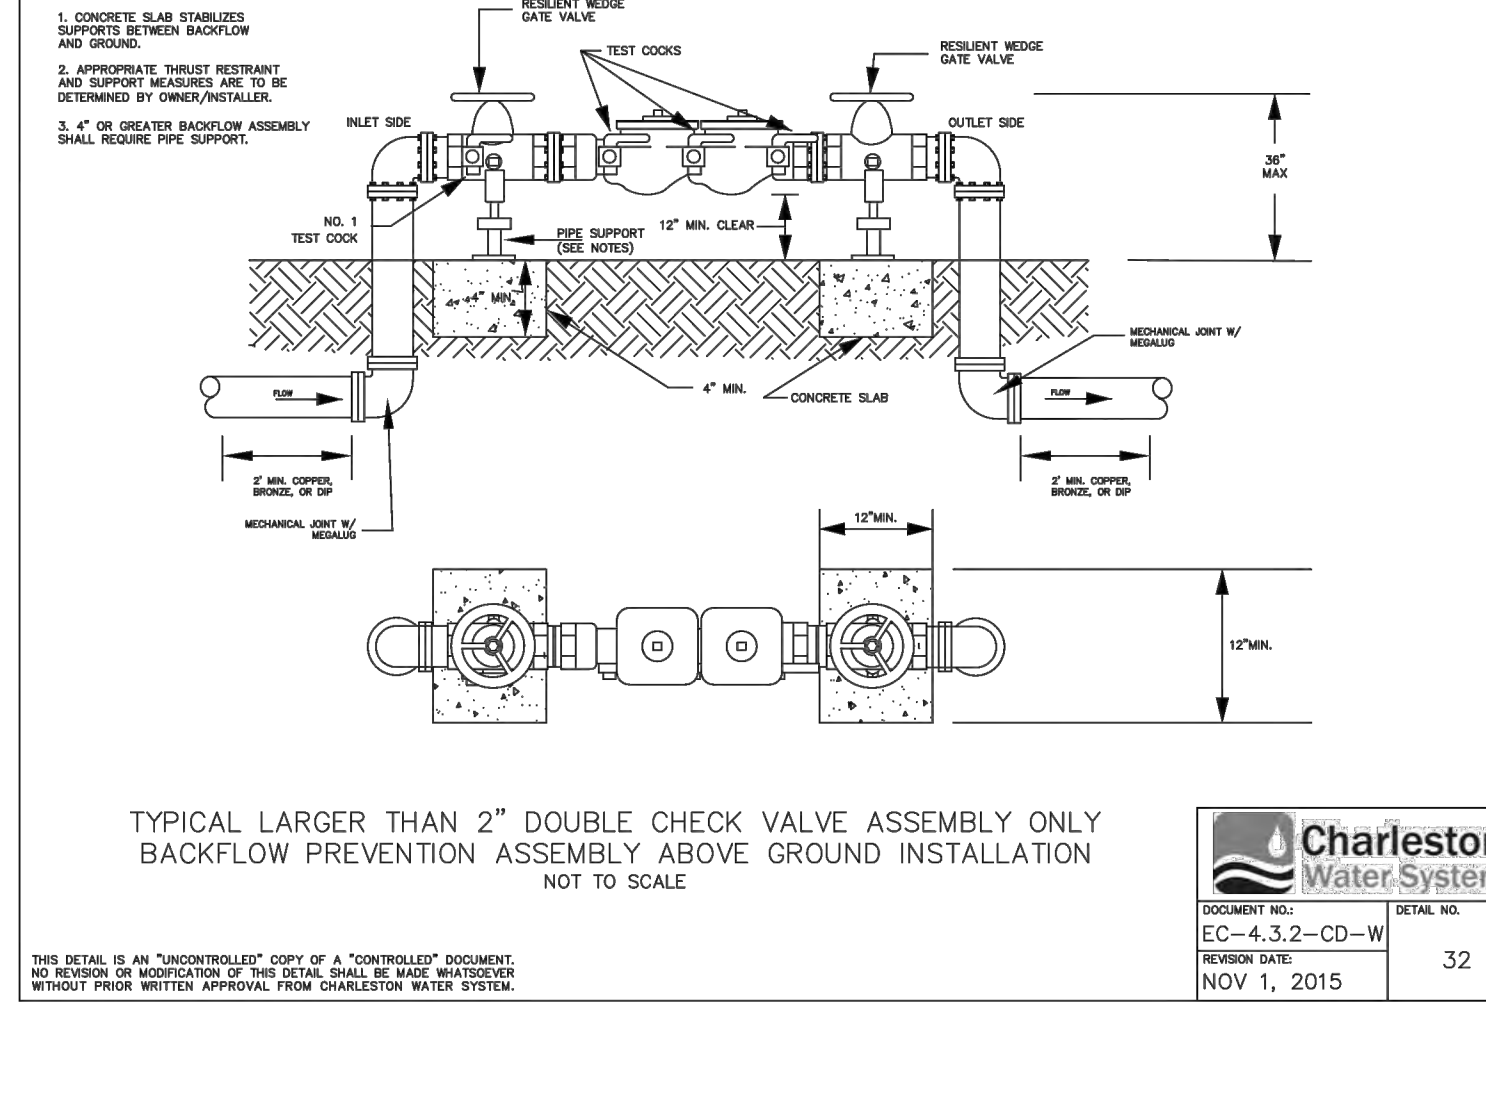 RESILIENT WEDGE
GATE VALVE
1. CONCRETE SLAB STABILIZES
SUPPORTS BETWEEN BACKFLOW
AND GROUND.
2. APPROPRIATE THRUST RESTRAINT
AND SUPPORT MEASURES ARE TO BE
DETERMINED BY OWNER/INSTALLER.
3. 4" OR GREATER BACKFLOW ASSEMBLY
SHALL REQUIRE PIPE SUPPORT.
TEST COCKS
RESILIENT WEDGE
GATE VALVE
INLET SIDE
OUTLET SIDE
36"
MAX
NO. 1
TEST COCK
PIPE SUPPORT
(SEE NOTES)
12" MIN. CLEAR
4" MIN.
MECHANICAL JOINT W/
MEGALUG
4" MIN.
CONCRETE SLAB
FLOW
FLOW
2' MIN. COPPER,
BRONZE, OR DIP
2' MIN. COPPER,
BRONZE, OR DIP
MECHANICAL JOINT W/
MEGALUG
12"MIN.
12"MIN.
TYPICAL LARGER THAN 2" DOUBLE CHECK VALVE ASSEMBLY ONLY
BACKFLOW PREVENTION ASSEMBLY ABOVE GROUND INSTALLATION
NOT TO SCALE
Charleston
Water System
DOCUMENT NO.:
EC-4.3.2-CD-W
DETAIL NO.
32
REVISION DATE:
NOV 1, 2015
THIS DETAIL IS AN "UNCONTROLLED" COPY OF A "CONTROLLED" DOCUMENT.
NO REVISION OR MODIFICATION OF THIS DETAIL SHALL BE MADE WHATSOEVER
WITHOUT PRIOR WRITTEN APPROVAL FROM CHARLESTON WATER SYSTEM.